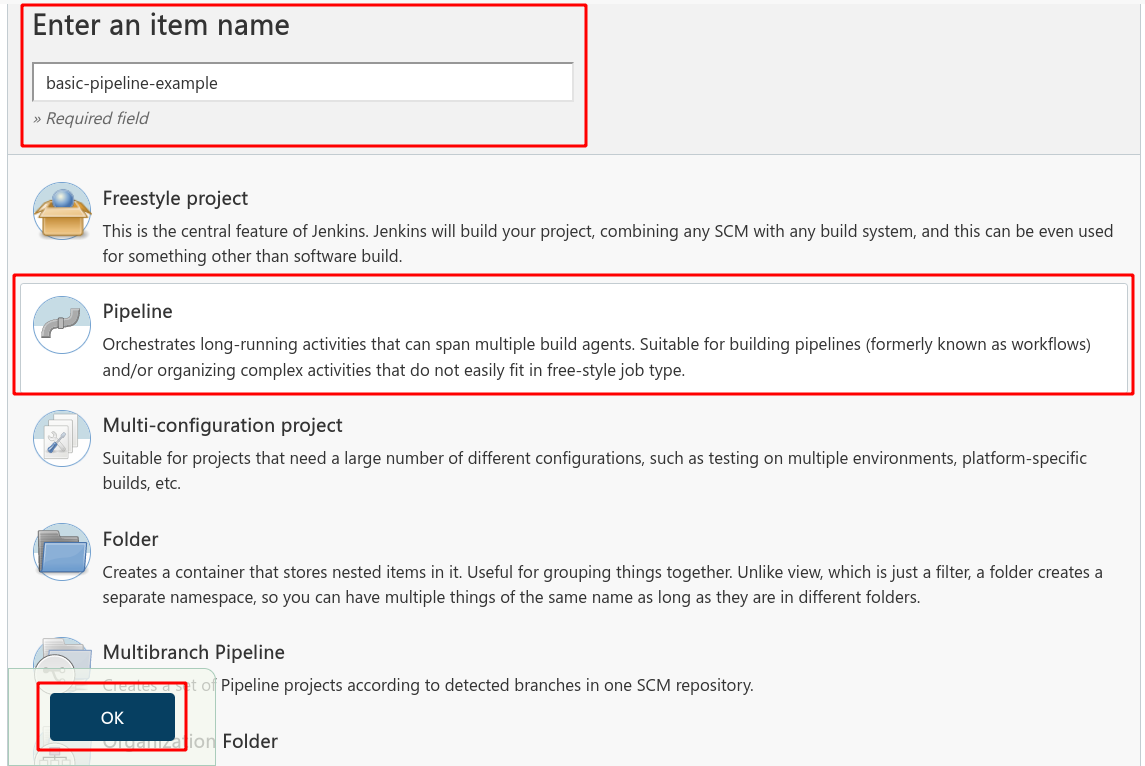 Enter an item name
basic-pipeline-example
» Required field
Freestyle project
This is the central feature of Jenkins. Jenkins will build your project, combining any SCM with any build system, and this can be even used
for something other than software build.
Pipeline
Orchestrates long-running activities that can span multiple build agents. Suitable for building pipelines (formerly known as workflows)
and/or organizing complex activities that do not easily fit in free-style job type.
Multi-configuration project
Suitable for projects that need a large number of different configurations, such as testing on multiple environments, platform-specific
builds, etc.
Folder
Creates a container that stores nested items in it. Useful for grouping things together. Unlike view, which is just a filter, a folder creates a
separate namespace, so you can have multiple things of the same name as long as they are in different folders.
Multibranch Pipeline
Creates a set of Pipeline projects according to detected branches in one SCM repository.
OK
Organization Folder